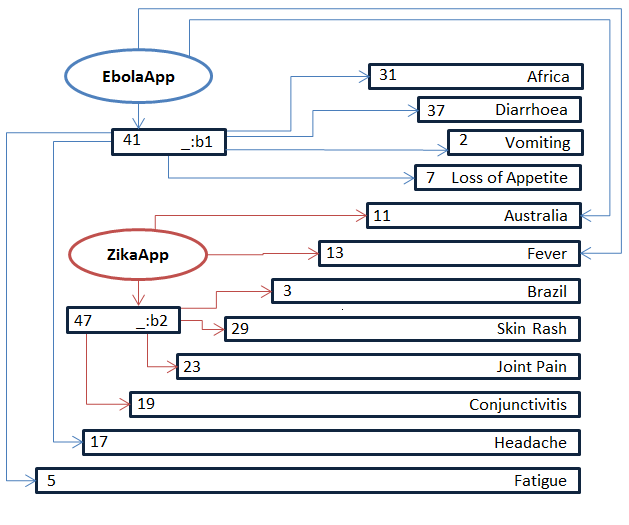 EbolaApp
31 Africa
37 Diarrhoea
41 _:b1
2 Vomiting
7 Loss of Appetite
11 Australia
ZikaApp
13 Fever
3 Brazil
47 _:b2
29 Skin Rash
23 Joint Pain
19 Conjunctivitis
17 Headache
5 Fatigue